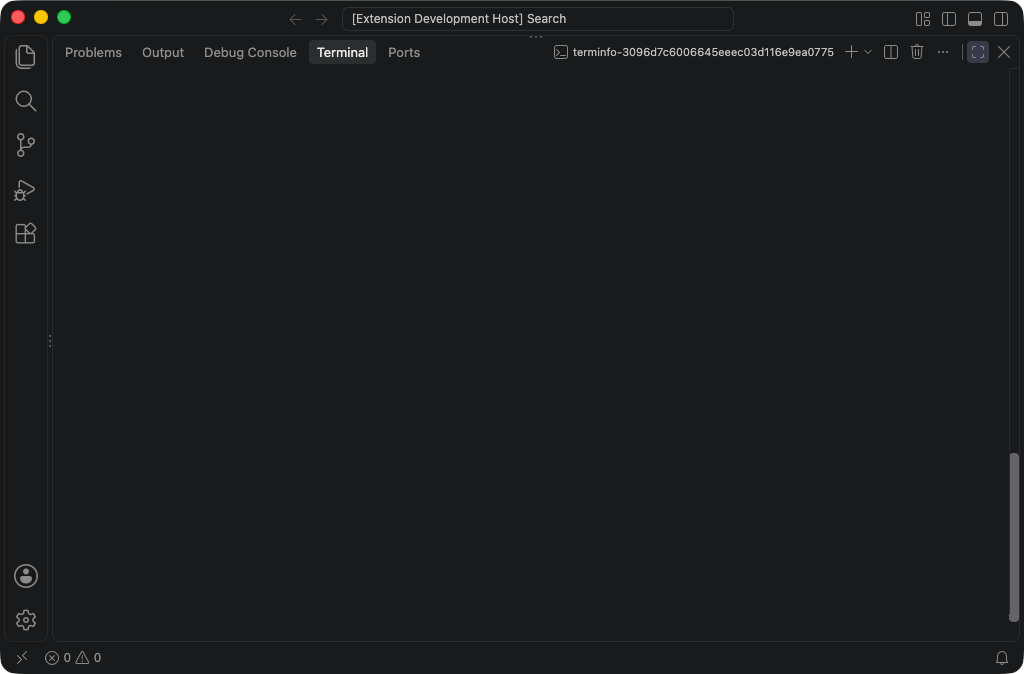 [Extension Development Host] Search
Problems Output Debug Console Terminal Ports terminfo-3096d7c6006645eeec03d116e9ea0775
0 0